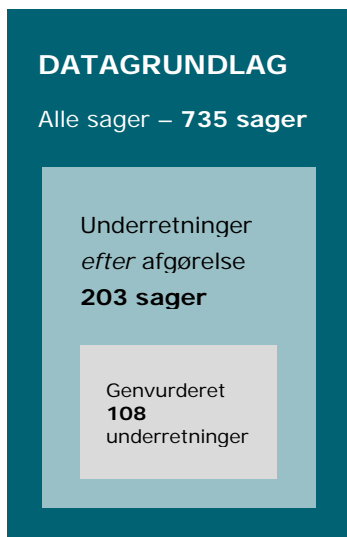 DATAGRUNDLAG
Alle sager – 735 sager
Underretninger
efter afgørelse
203 sager
Genvurderet
108
underretninger